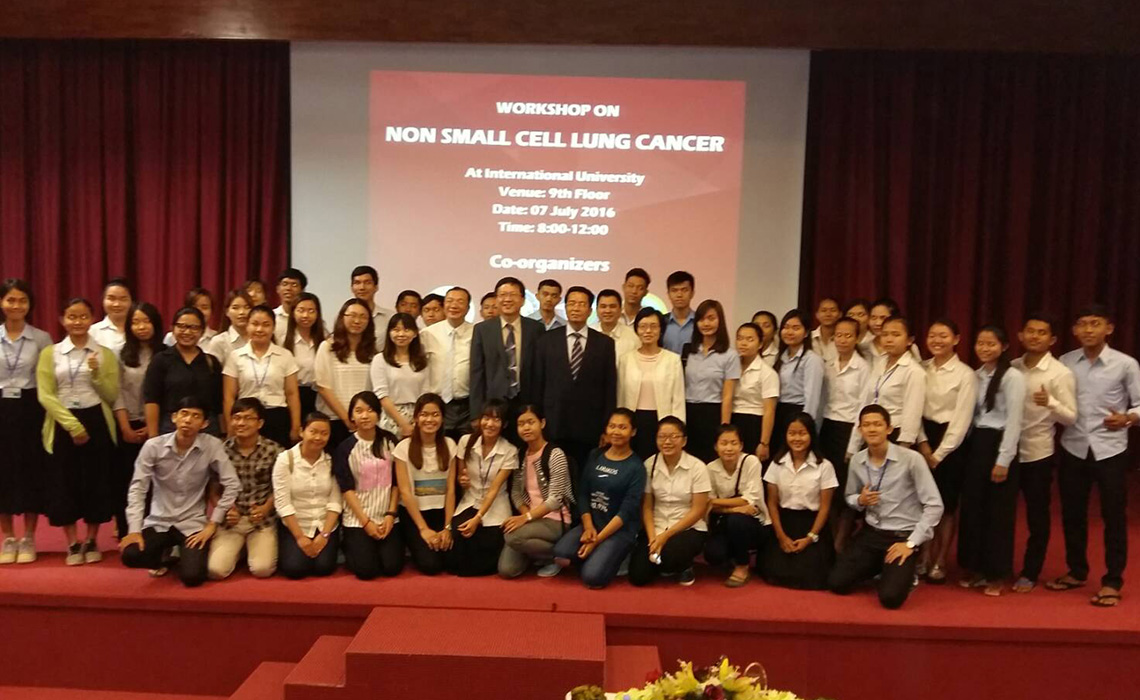 WORKSHOP ON
NON SMALL CELL LUNG CANCER
At International University
Venue: 9th Floor
Date: 07 July 2016
Time: 8:00-12:00
Co-organizers